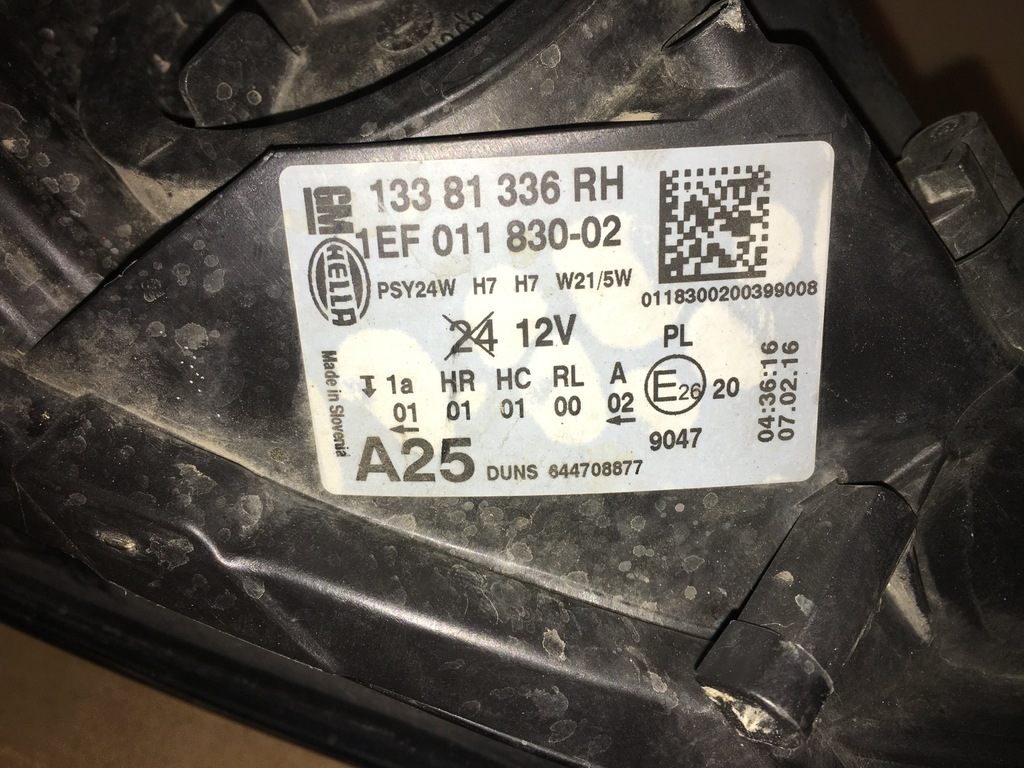 GM 133 81 336 RH
1EF 011 830-02
HELLA
PSY24W H7 H7 W21/5W
0118300200399008
24 12V
PL
1a HR HC RL A
E26 20
01 01 01 00 02
9047
Made in Slovenia
A25 DUNS 644708877
04:36:16
07.02.16